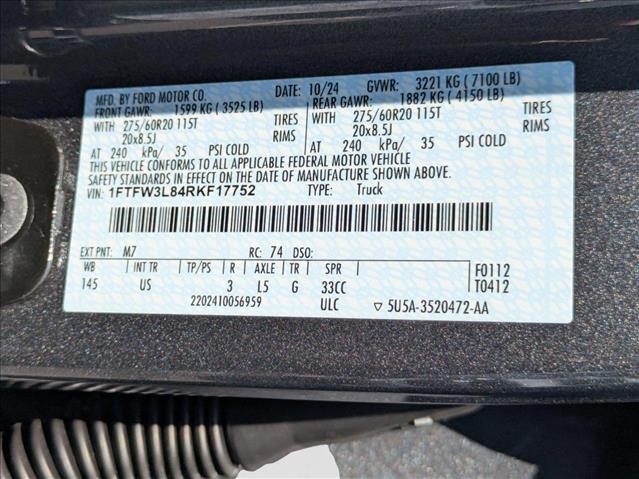 MFD. BY FORD MOTOR CO. DATE: 10/24 GVWR: 3221 KG ( 7100 LB)
FRONT GAWR: 1599 KG ( 3525 LB) REAR GAWR: 1882 KG ( 4150 LB)
WITH 275/60R20 115T TIRES WITH 275/60R20 115T TIRES
20x8.5J RIMS 20x8.5J RIMS
AT 240 kPa/ 35 PSI COLD AT 240 kPa/ 35 PSI COLD
THIS VEHICLE CONFORMS TO ALL APPLICABLE FEDERAL MOTOR VEHICLE
SAFETY STANDARDS IN EFFECT ON THE DATE OF MANUFACTURE SHOWN ABOVE.
VIN: 1FTFW3L84RKF17752 TYPE: Truck
EXT PNT: M7 RC: 74 DSO:
WB INT TR TP/PS R AXLE TR SPR F0112
145 US 3 L5 G 33CC T0412
2202410056959 ULC ▽ 5U5A-3520472-AA